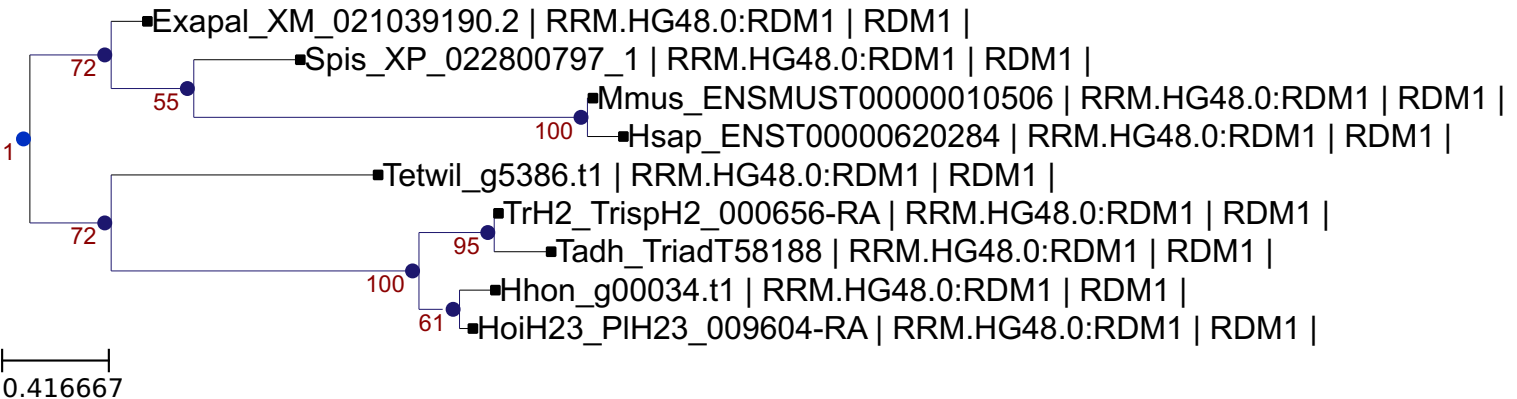 Exapal_XM_021039190.2 | RRM.HG48.0:RDM1 | RDM1 |
72
Spis_XP_022800797_1 | RRM.HG48.0:RDM1 | RDM1 |
55
Mmus_ENSMUST00000010506 | RRM.HG48.0:RDM1 | RDM1 |
100
Hsap_ENST00000620284 | RRM.HG48.0:RDM1 | RDM1 |
1
Tetwil_g5386.t1 | RRM.HG48.0:RDM1 | RDM1 |
72
TrH2_TrispH2_000656-RA | RRM.HG48.0:RDM1 | RDM1 |
95
Tadh_TriadT58188 | RRM.HG48.0:RDM1 | RDM1 |
100
Hhon_g00034.t1 | RRM.HG48.0:RDM1 | RDM1 |
61
HoiH23_PlH23_009604-RA | RRM.HG48.0:RDM1 | RDM1 |
0.416667